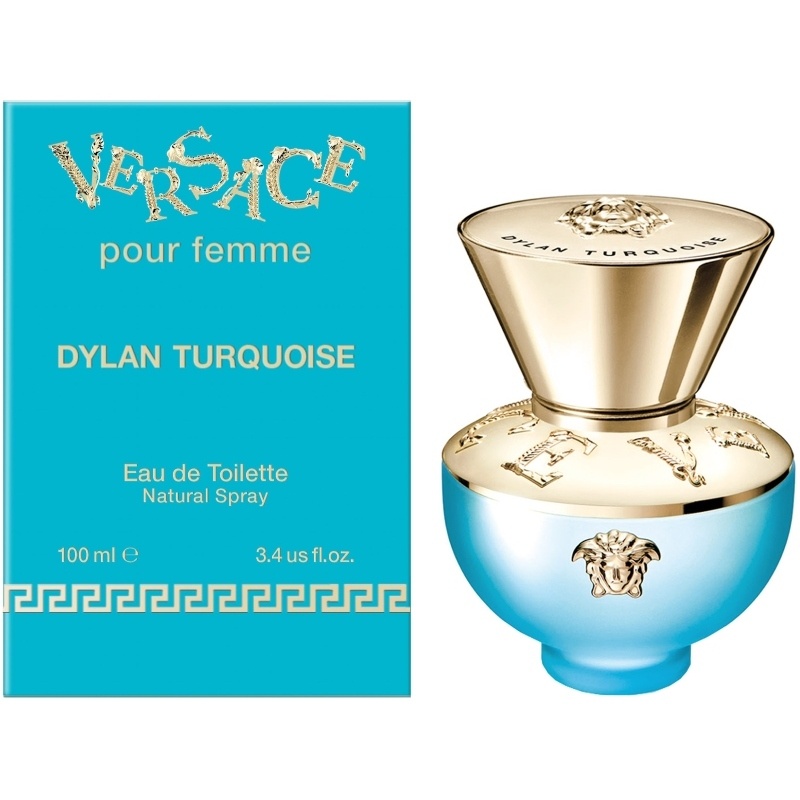 VERSACE
pour femme
DYLAN TURQUOISE
Eau de Toilette
Natural Spray
100 ml ℮
3.4 us fl.oz.
DYLAN TURQUOISE